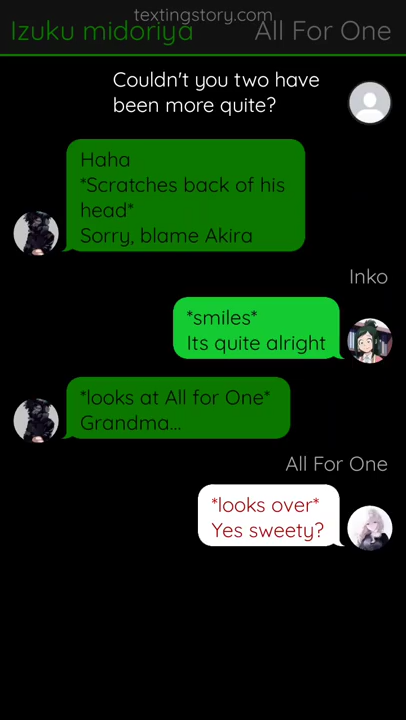 textingstory.com
Izuku midoriya
All For One
Couldn't you two have
been more quite?
Haha
*Scratches back of his
head*
Sorry, blame Akira
Inko
*smiles*
Its quite alright
*looks at All for One*
Grandma...
All For One
*looks over*
Yes sweety?